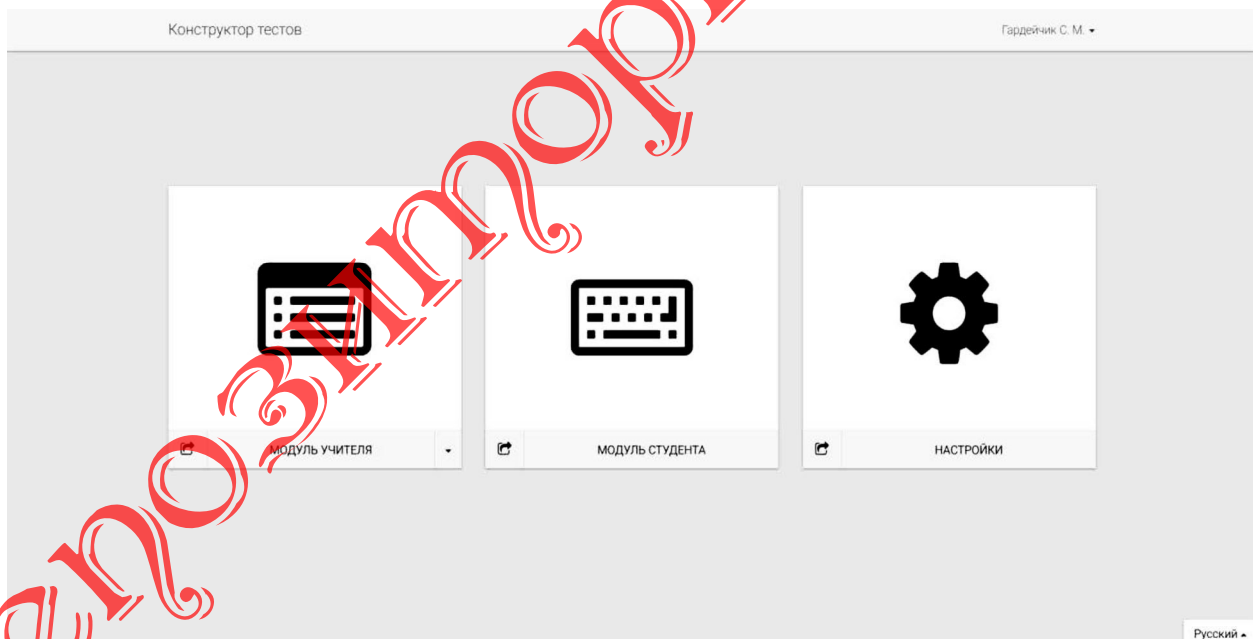 Конструктор тестов
Гардейчик С. М.
МОДУЛЬ УЧИТЕЛЯ
МОДУЛЬ СТУДЕНТА
НАСТРОЙКИ
Русский